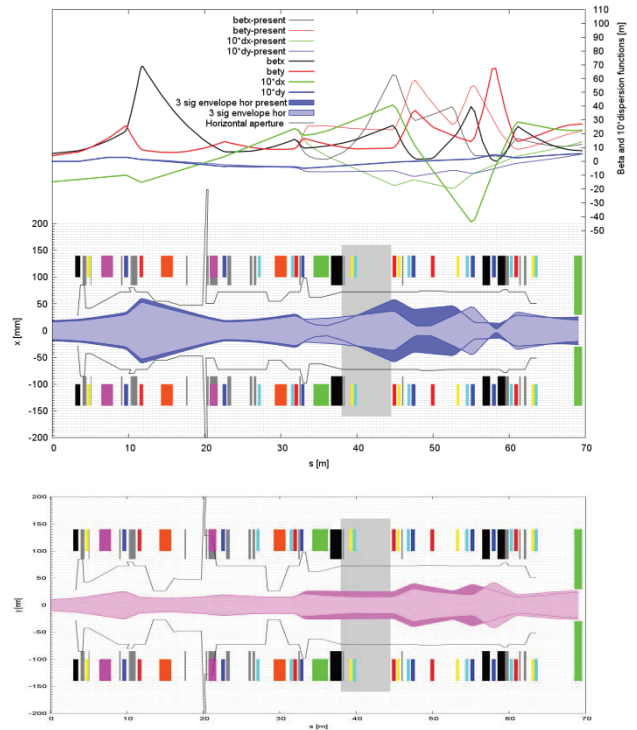 betx-present
bety-present
10*dx-present
10*dy-present
betx
bety
10*dx
10*dy
3 sig envelope hor present
3 sig envelope hor
Horizontal aperture
110
100
90
80
70
60
50
40
30
20
10
0
-10
-20
-30
-40
-50
Beta and 10*dispersion functions [m]
200
150
100
50
0
-50
-100
-150
-200
x [mm]
0 10 20 30 40 50 60 70
s [m]
200
150
100
50
0
-50
-100
-150
-200
y [mm]
0 10 20 30 40 50 60 70
s [m]